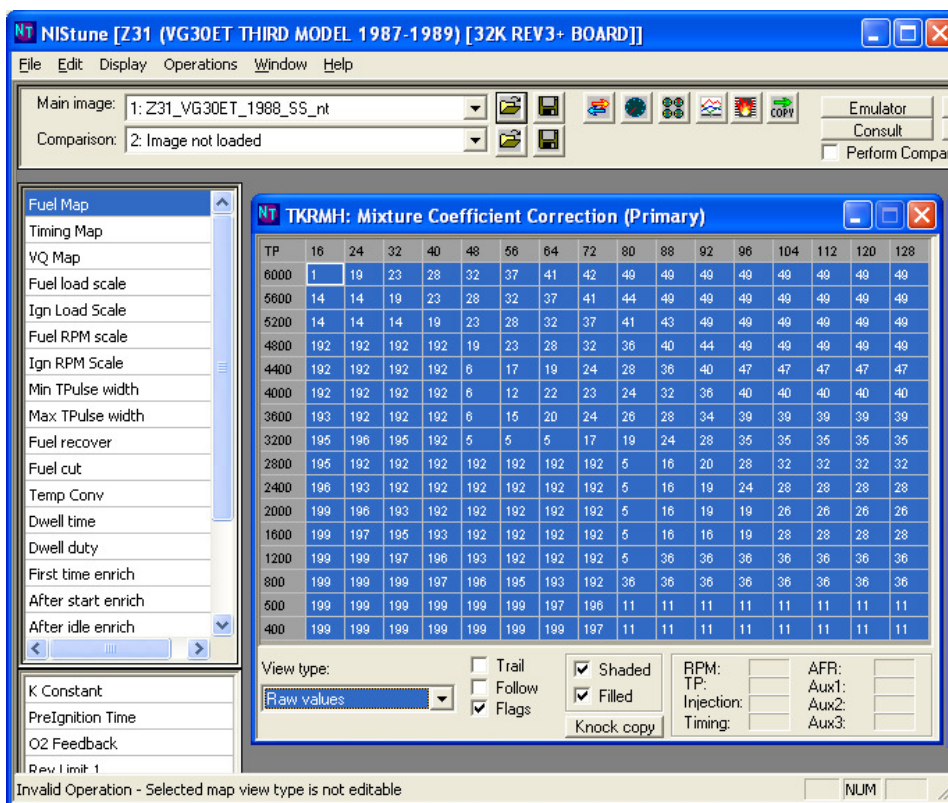 NIStune [Z31 (VG30ET THIRD MODEL 1987-1989) [32K REV3+ BOARD]]
File Edit Display Operations Window Help
Main image: 1: Z31_VG30ET_1988_SS_nt
Comparison: 2: Image not loaded
COPY
Emulator
Consult
Perform Compa
Fuel Map
Timing Map
VQ Map
Fuel load scale
Ign Load Scale
Fuel RPM scale
Ign RPM Scale
Min TPulse width
Max TPulse width
Fuel recover
Fuel cut
Temp Conv
Dwell time
Dwell duty
First time enrich
After start enrich
After idle enrich
K Constant
PreIgnition Time
O2 Feedback
Rev Limit 1
NT TKRMH: Mixture Coefficient Correction (Primary)
TP 16 24 32 40 48 56 64 72 80 88 92 96 104 112 120 128
6000 1 19 23 28 32 37 41 42 49 49 49 49 49 49 49 49
5600 14 14 19 23 28 32 37 41 44 49 49 49 49 49 49 49
5200 14 14 14 19 23 28 32 37 41 43 49 49 49 49 49 49
4800 192 192 192 192 19 23 28 32 36 40 44 49 49 49 49 49
4400 192 192 192 192 6 17 19 24 28 36 40 47 47 47 47 47
4000 192 192 192 192 6 12 22 23 24 32 36 40 40 40 40 40
3600 193 192 192 192 6 15 20 24 26 28 34 39 39 39 39 39
3200 195 196 195 192 5 5 5 17 19 24 28 35 35 35 35 35
2800 195 192 192 192 192 192 192 192 5 16 20 28 32 32 32 32
2400 196 193 192 192 192 192 192 192 5 16 19 24 28 28 28 28
2000 199 196 193 192 192 192 192 192 5 16 19 19 26 26 26 26
1600 199 197 195 193 192 192 192 192 5 16 16 19 28 28 28 28
1200 199 199 197 196 193 192 192 192 5 36 36 36 36 36 36 36
800 199 199 199 197 196 195 193 192 36 36 36 36 36 36 36 36
500 199 199 199 199 199 199 197 196 11 11 11 11 11 11 11 11
400 199 199 199 199 199 199 199 197 11 11 11 11 11 11 11 11
View type:
Raw values
Trail
Follow
Flags
Shaded
Filled
Knock copy
RPM:
TP:
Injection:
Timing:
AFR:
Aux1:
Aux2:
Aux3:
Invalid Operation - Selected map view type is not editable
NUM